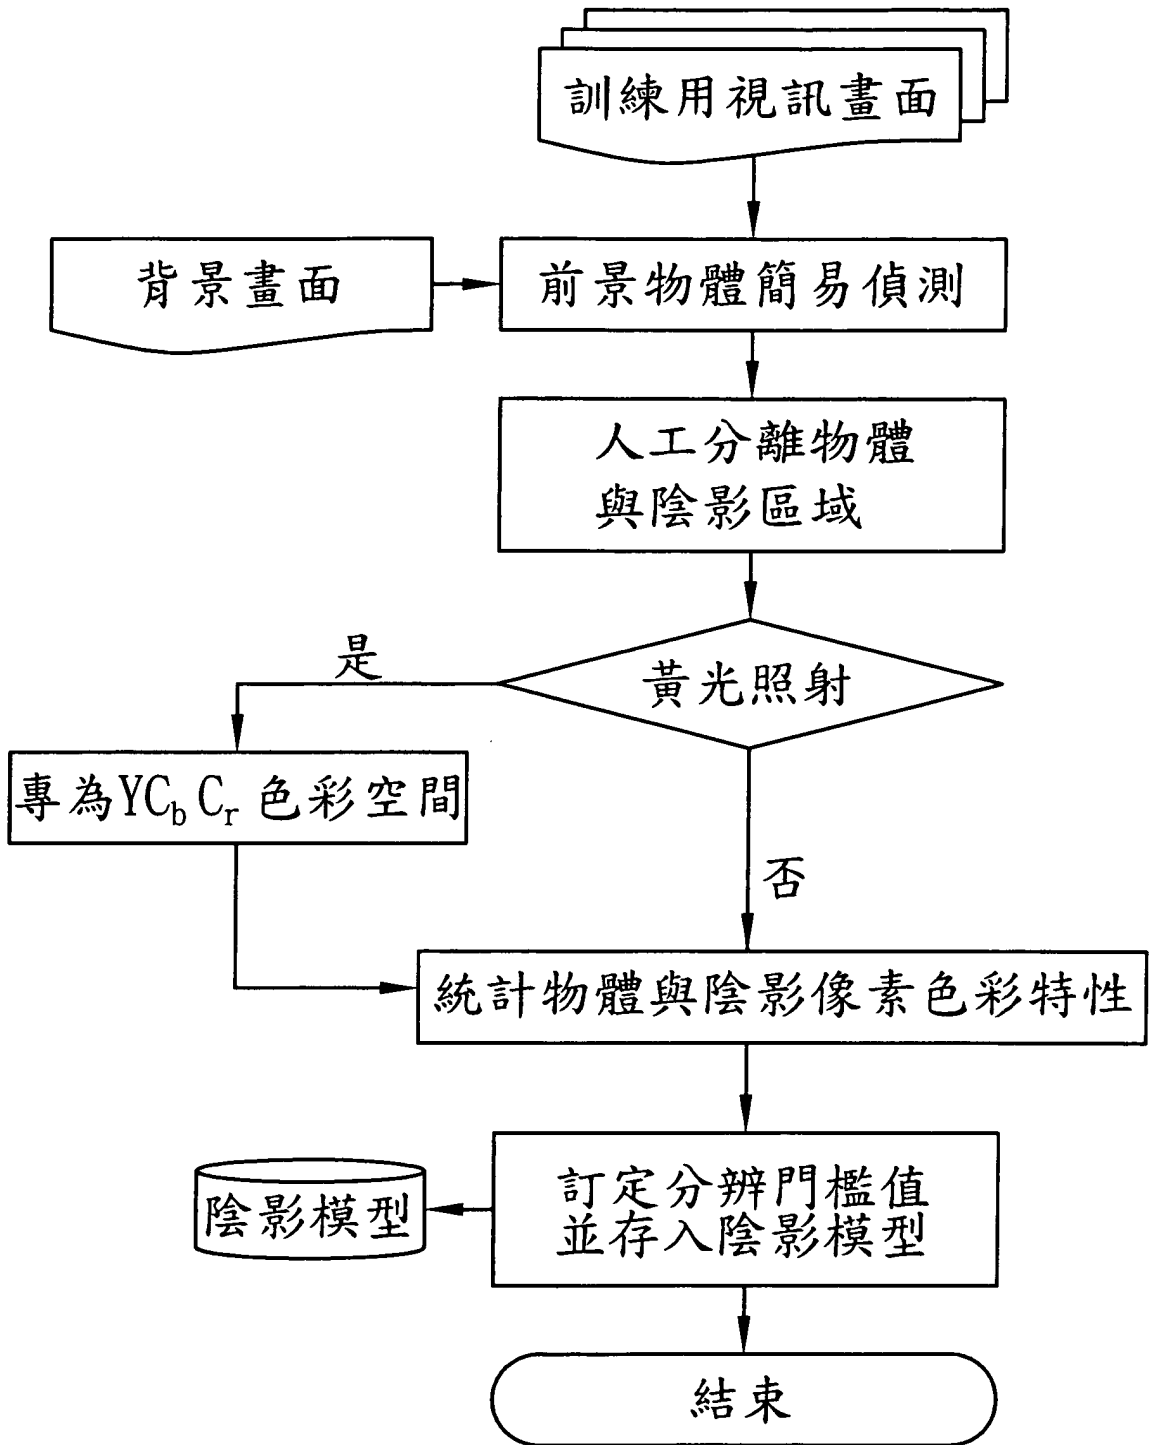 訓練用視訊畫面
背景畫面
前景物體簡易偵測
人工分離物體
與陰影區域
是
黃光照射
專為YCbCr色彩空間
否
統計物體與陰影像素色彩特性
陰影模型
訂定分辨門檻值
並存入陰影模型
結束